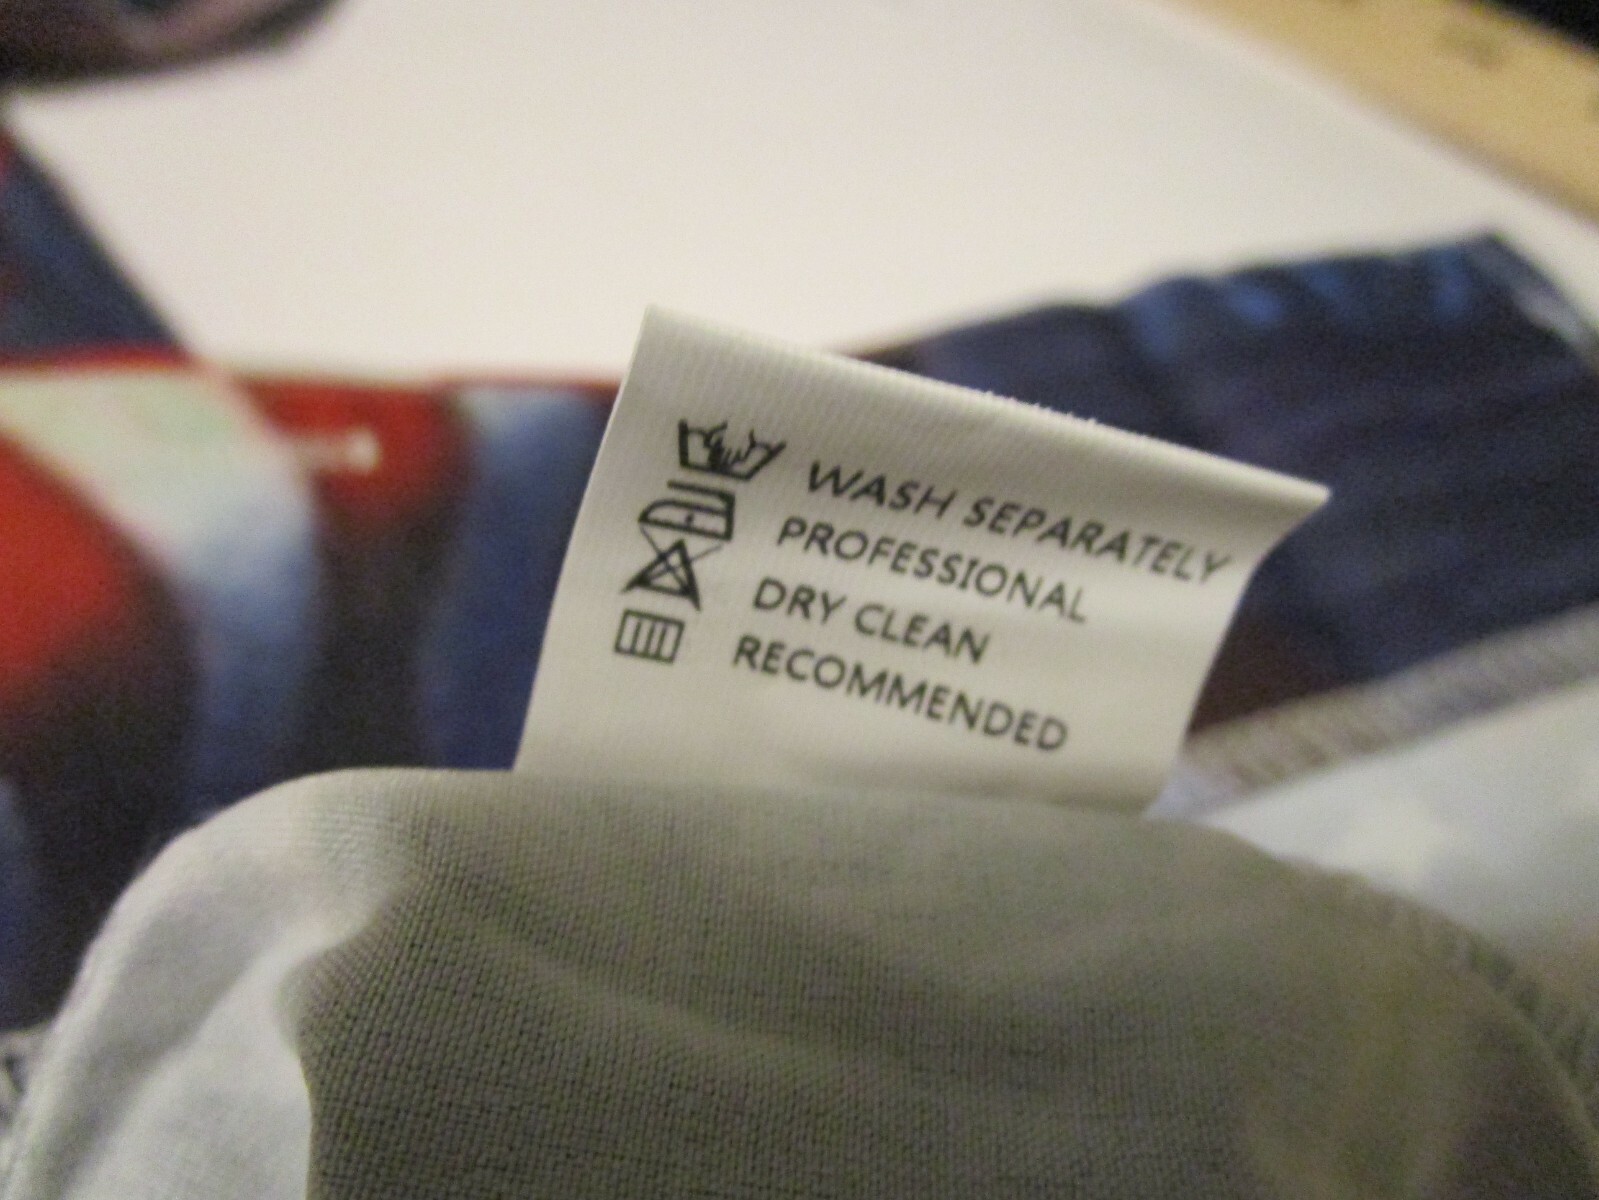 WASH SEPARATELY
PROFESSIONAL
DRY CLEAN
RECOMMENDED